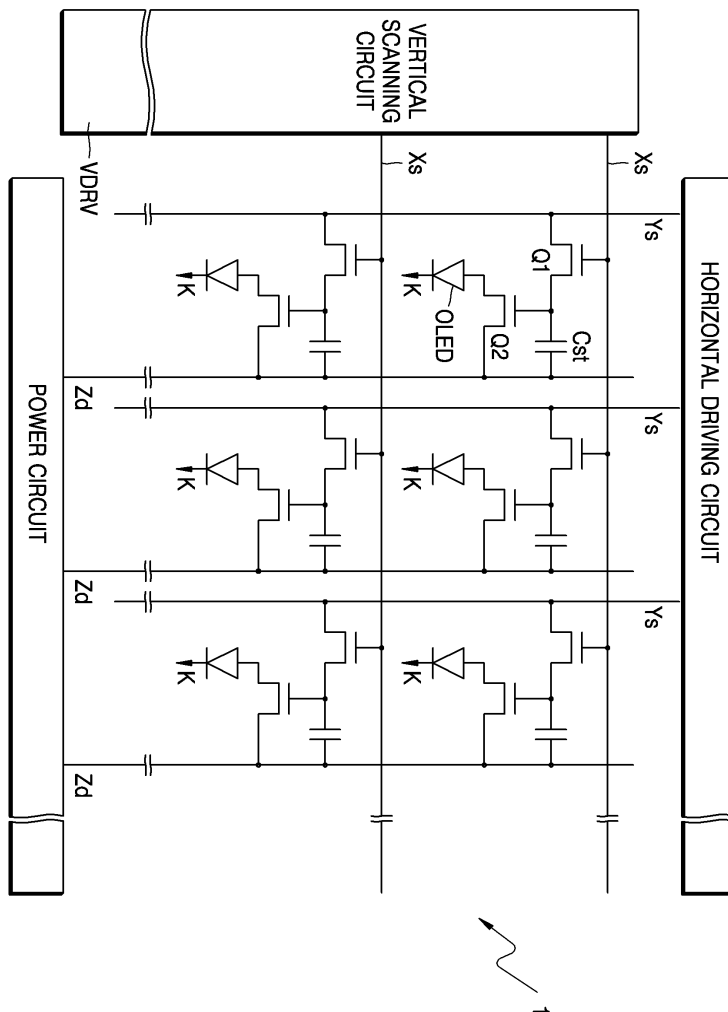 HORIZONTAL DRIVING CIRCUIT
VERTICAL
SCANNING
CIRCUIT
Xs
Ys
Ys
Ys
Q1
Cst
Q2
OLED
K
K
K
Xs
K
K
K
VDRV
Zd
Zd
Zd
POWER CIRCUIT
1